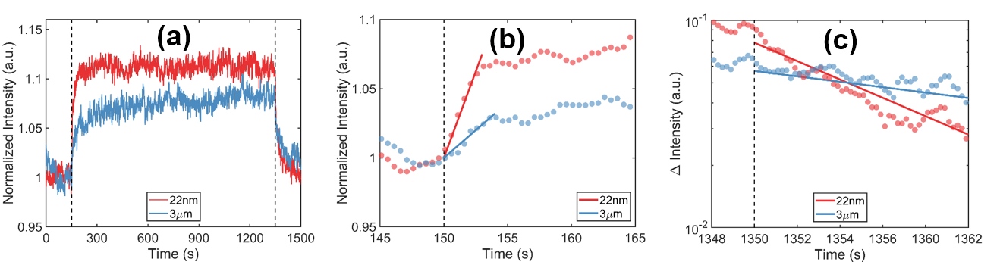 (a)
Normalized Intensity (a.u.)
1.15
1.1
1.05
1
0.95
22nm
3μm
0 300 600 900 1200 1500
Time (s)
(b)
Normalized Intensity (a.u.)
1.1
1.05
1
0.95
22nm
3μm
145 150 155 160 165
Time (s)
(c)
Δ Intensity (a.u.)
10⁻¹
10⁻²
22nm
3μm
1348 1350 1352 1354 1356 1360 1362
Time (s)